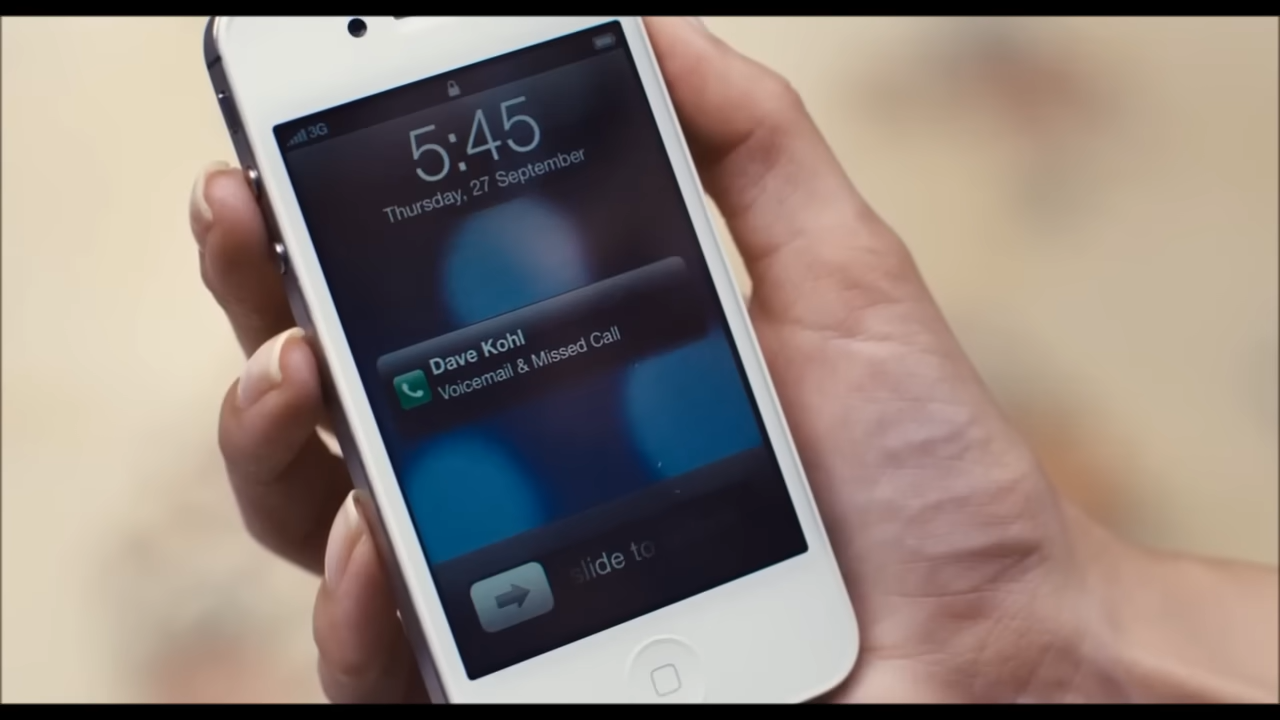 3G
5:45
Thursday, 27 September
Dave Kohl
Voicemail & Missed Call
slide to